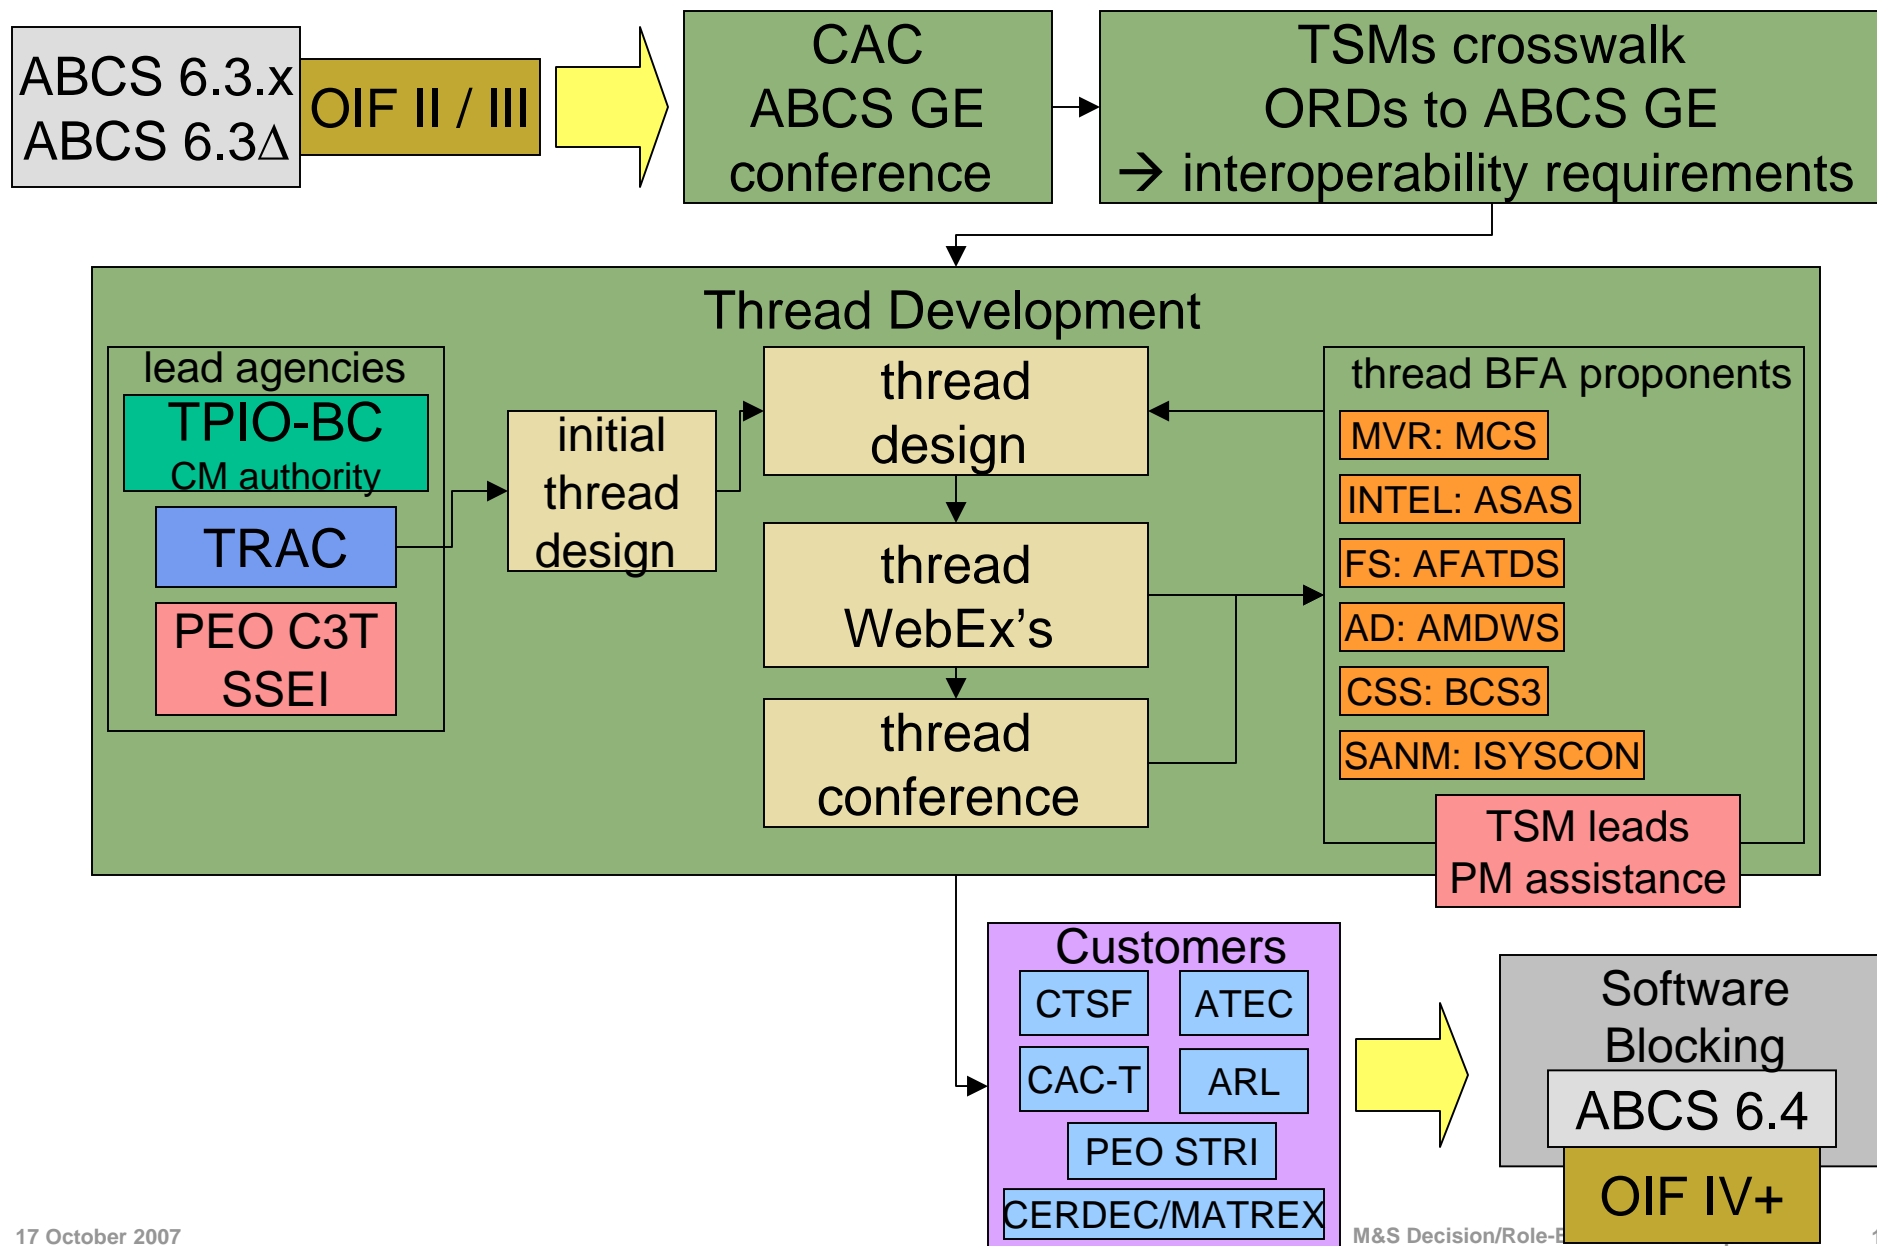 ABCS 6.3.x
ABCS 6.3Δ
OIF II / III
CAC
ABCS GE
conference
TSMs crosswalk
ORDs to ABCS GE
→ interoperability requirements
Thread Development
lead agencies
TPIO-BC
CM authority
TRAC
PEO C3T
SSEI
initial
thread
design
thread
design
thread
WebEx’s
thread
conference
thread BFA proponents
MVR: MCS
INTEL: ASAS
FS: AFATDS
AD: AMDWS
CSS: BCS3
SANM: ISYSCON
TSM leads
PM assistance
Customers
CTSF
ATEC
CAC-T
ARL
PEO STRI
CERDEC/MATREX
Software
Blocking
ABCS 6.4
OIF IV+
17 October 2007
M&S Decision/Role-